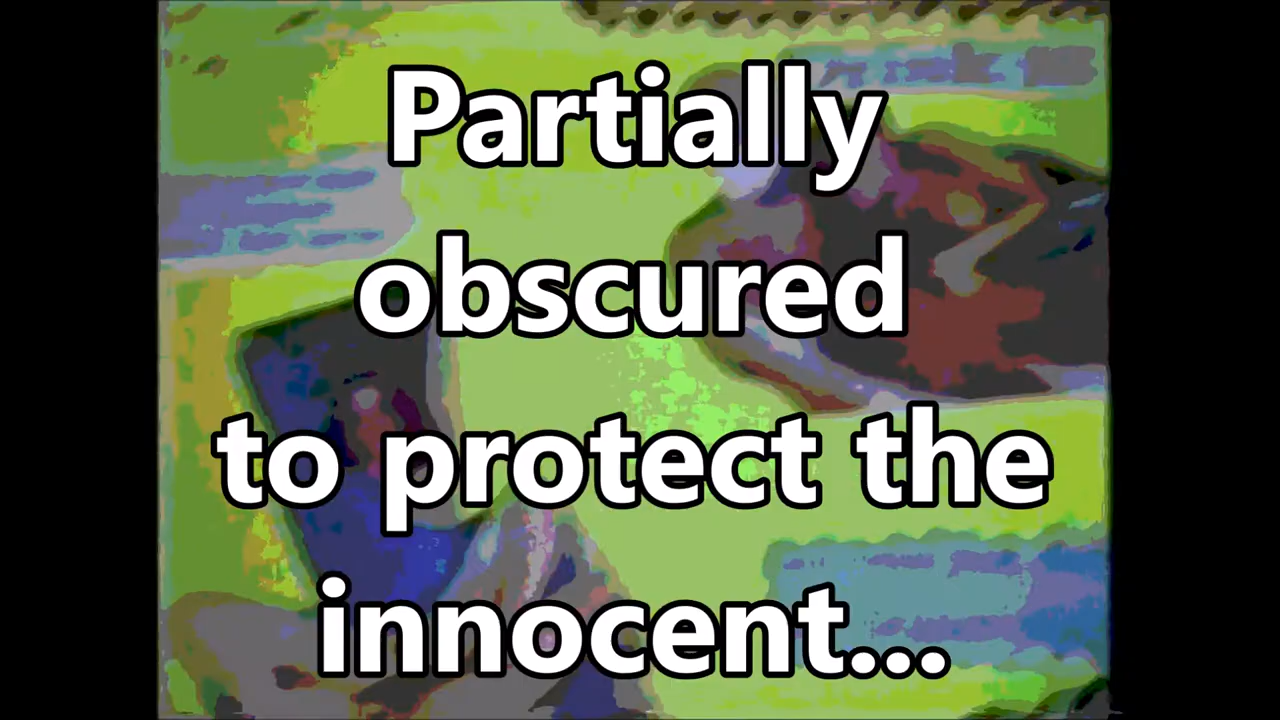 Partially
obscured
to protect the
innocent...